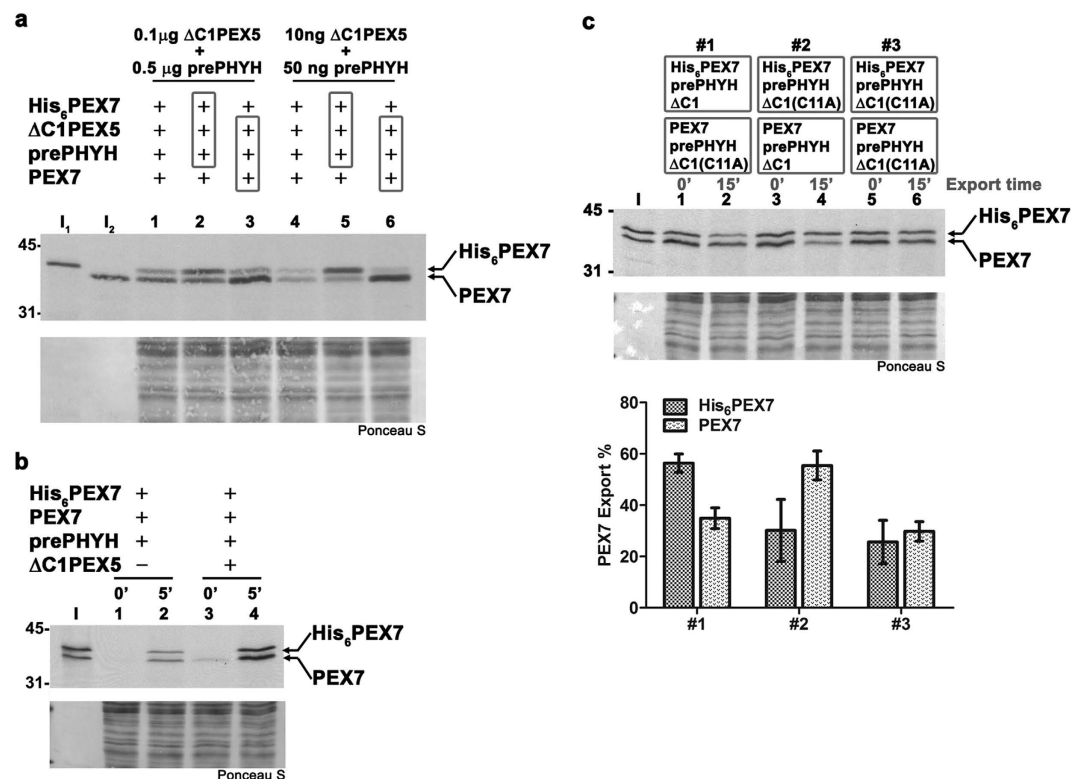 a
0.1µg ΔC1PEX5
+
0.5 µg prePHYH
10ng ΔC1PEX5
+
50 ng prePHYH
His₆PEX7 + + + + + +
ΔC1PEX5 + + + + + +
prePHYH + + + + + +
PEX7 + + + + + +
I₁ I₂ 1 2 3 4 5 6
45-
31-
His₆PEX7
PEX7
Ponceau S
b
His₆PEX7 + +
PEX7 + +
prePHYH + +
ΔC1PEX5 − +
0' 5' 0' 5'
I 1 2 3 4
45-
31-
His₆PEX7
PEX7
Ponceau S
c
#1 #2 #3
His₆PEX7 His₆PEX7 His₆PEX7
prePHYH prePHYH prePHYH
ΔC1 ΔC1(C11A) ΔC1(C11A)
PEX7 PEX7 PEX7
prePHYH prePHYH prePHYH
ΔC1(C11A) ΔC1 ΔC1(C11A)
0' 15' 0' 15' 0' 15' Export time
I 1 2 3 4 5 6
45-
31-
His₆PEX7
PEX7
Ponceau S
PEX7 Export %
80
60
40
20
0
His₆PEX7
PEX7
#1 #2 #3